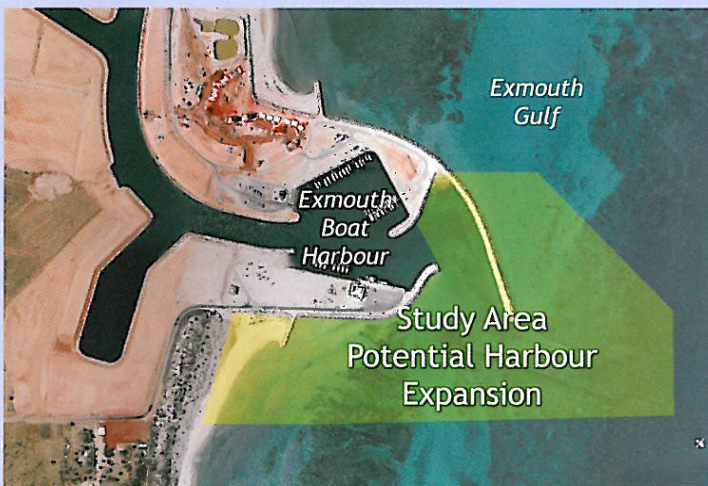 Exmouth
Gulf
Exmouth
Boat
Harbour
Study Area
Potential Harbour
Expansion